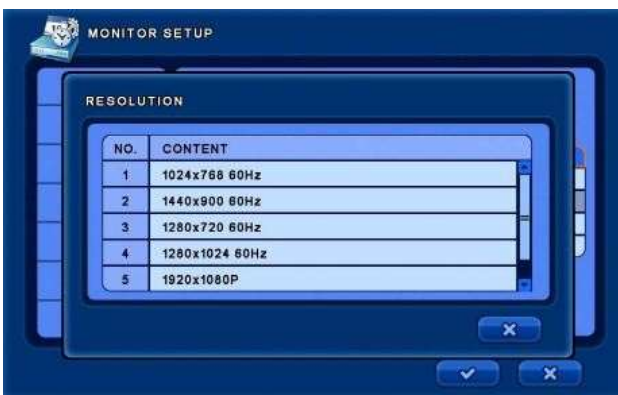 MONITOR SETUP
RESOLUTION
NO. CONTENT
1 1024x768 60Hz
2 1440x900 60Hz
3 1280x720 60Hz
4 1280x1024 60Hz
5 1920x1080P